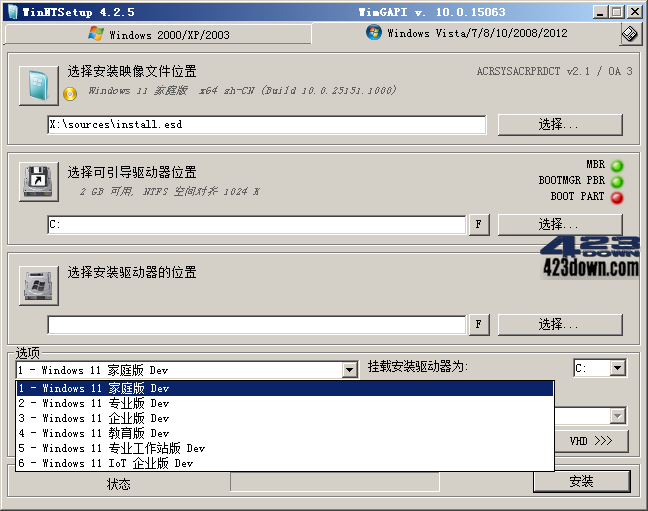 WinNTSetup 4.2.5
WimGAPI v. 10.0.15063
Windows 2000/XP/2003
Windows Vista/7/8/10/2008/2012
选择安装映像文件位置
ACRSYSACRPRDCT v2.1 / OA 3
Windows 11 家庭版 x64 zh-CN (Build 10.0.25151.1000)
X:\sources\install.esd
选择...
选择可引导驱动器位置
MBR
2 GB 可用, NTFS 空间对齐 1024 K
BOOTMGR PBR
BOOT PART
C:
F
选择...
423
DOWN
423down.com
选择安装驱动器的位置
F
选择...
选项
1 - Windows 11 家庭版 Dev
挂载安装驱动器为:
C:
1 - Windows 11 家庭版 Dev
2 - Windows 11 专业版 Dev
3 - Windows 11 企业版 Dev
4 - Windows 11 教育版 Dev
VHD >>>
5 - Windows 11 专业工作站版 Dev
6 - Windows 11 IoT 企业版 Dev
状态
安装